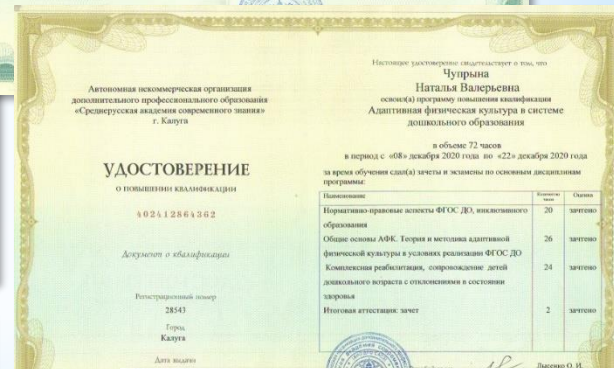 Автономная некоммерческая организация
дополнительного профессионального образования
«Среднерусская академия современного знания»
г. Калуга
УДОСТОВЕРЕНИЕ
О ПОВЫШЕНИИ КВАЛИФИКАЦИИ
402412864362
Документ о квалификации
Регистрационный номер
28543
Город
Калуга
Дата выдачи
Настоящее удостоверение свидетельствует о том, что
Чупрына
Наталья Валерьевна
освоил(а) программу повышения квалификации
Адаптивная физическая культура в системе
дошкольного образования
в объеме 72 часов
в период с «08» декабря 2020 года по «22» декабря 2020 года
за время обучения сдал(а) зачеты и экзамены по основным дисциплинам
программы:
Наименование Количество часов Оценка
Нормативно-правовые аспекты ФГОС ДО, инклюзивного 20 зачтено
образования
Общие основы АФК. Теория и методика адаптивной 26 зачтено
физической культуры в условиях реализации ФГОС ДО
Комплексная реабилитация, сопровождение детей 24 зачтено
дошкольного возраста с отклонениями в состоянии
здоровья
Итоговая аттестация: зачет 2 зачтено
Лысенко О. И.